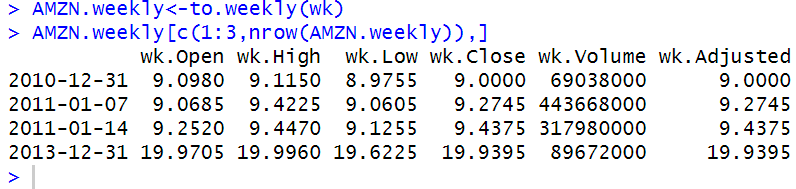 > AMZN.weekly<-to.weekly(wk)
> AMZN.weekly[c(1:3,nrow(AMZN.weekly)),]
           wk.Open wk.High  wk.Low wk.Close wk.Volume wk.Adjusted
2010-12-31  9.0980  9.1150  8.9755   9.0000  69038000      9.0000
2011-01-07  9.0685  9.4225  9.0605   9.2745 443668000      9.2745
2011-01-14  9.2520  9.4470  9.1255   9.4375 317980000      9.4375
2013-12-31 19.9705 19.9960 19.6225  19.9395  89672000     19.9395
>